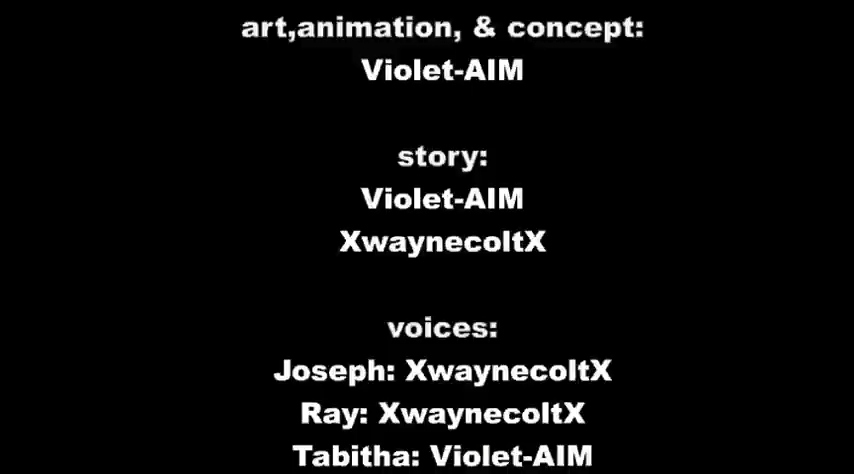 art,animation, & concept:
Violet-AIM
story:
Violet-AIM
XwaynecoltX
voices:
Joseph: XwaynecoltX
Ray: XwaynecoltX
Tabitha: Violet-AIM